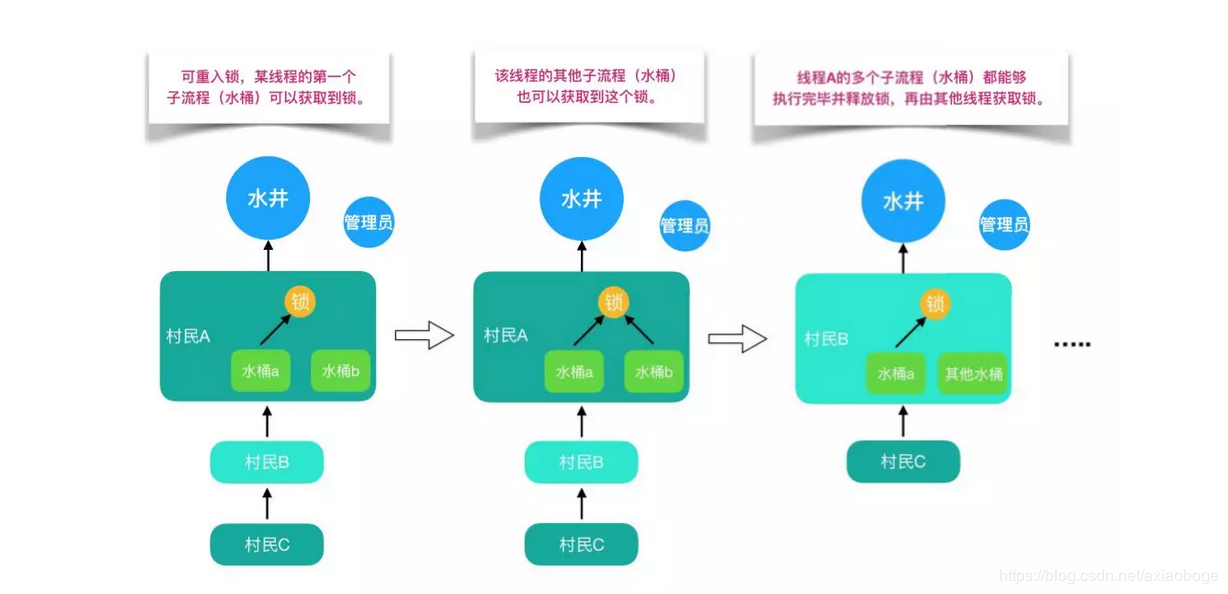 可重入锁，某线程的第一个
子流程（水桶）可以获取到锁。
该线程的其他子流程（水桶）
也可以获取到这个锁。
线程A的多个子流程（水桶）都能够
执行完毕并释放锁，再由其他线程获取锁。
水井
管理员
锁
村民A
水桶a
水桶b
村民B
村民C
水井
管理员
锁
村民A
水桶a
水桶b
村民B
村民C
水井
管理员
锁
村民B
水桶a
其他水桶
村民C
.....
https://blog.csdn.net/axiaoboge